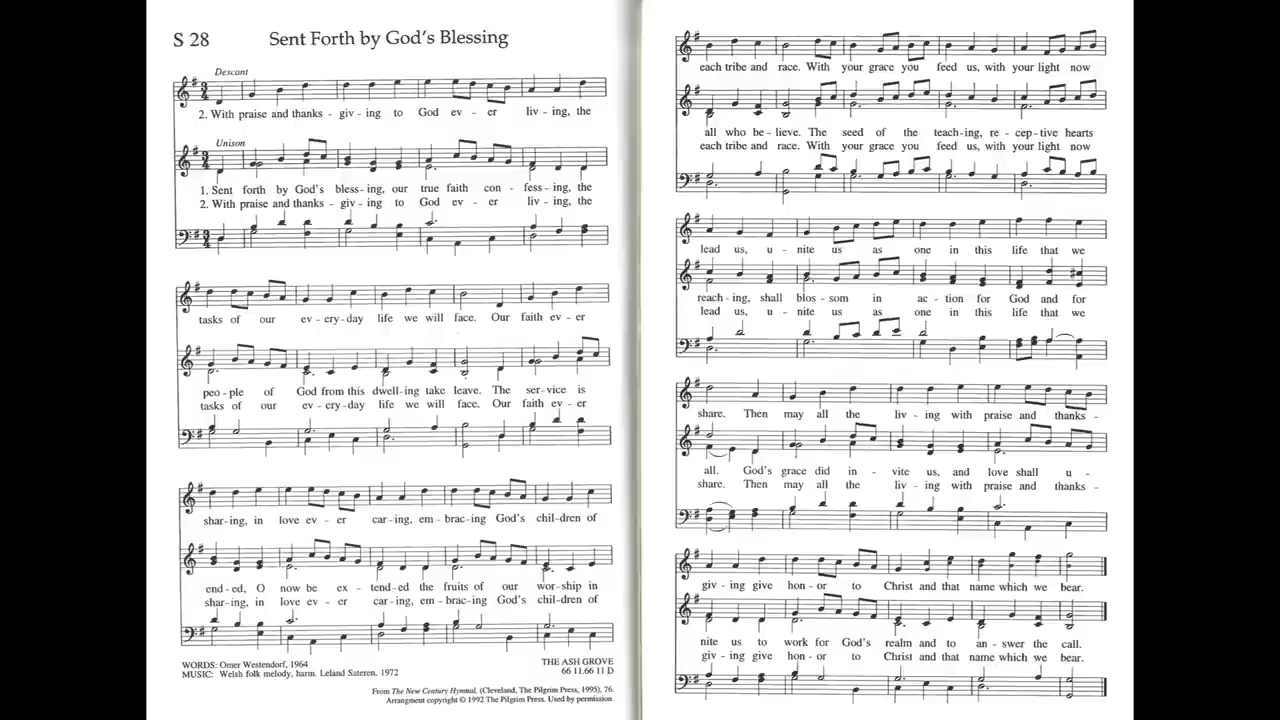 S 28 Sent Forth by God's Blessing
Descant
2. With praise and thanks - giv - ing to God ev - er liv - ing, the
Unison
1. Sent forth by God's bless - ing, our true faith con - fess - ing, the
2. With praise and thanks - giv - ing to God ev - er liv - ing, the
tasks of our ev - ery-day life we will face. Our faith ev - er
peo - ple of God from this dwell - ing take leave. The ser - vice is
tasks of our ev - ery-day life we will face. Our faith ev - er
shar - ing, in love ev - er car - ing, em - brac - ing God's chil - dren of
end - ed, O now be ex - tend - ed the fruits of our wor - ship in
shar - ing, in love ev - er car - ing, em - brac - ing God's chil - dren of
WORDS: Omer Westendorf, 1964
MUSIC: Welsh folk melody, harm. Leland Sateren, 1972
THE ASH GROVE
66 11.66 11 D
From The New Century Hymnal. (Cleveland, The Pilgrim Press, 1995), 76.
Arrangment copyright © 1992 The Pilgrim Press. Used by permission.
each tribe and race. With your grace you feed us, with your light now
all who be - lieve. The seed of the teach - ing, re - cep - tive hearts
each tribe and race. With your grace you feed us, with your light now
lead us, u - nite us as one in this life that we
reach - ing, shall blos - som in ac - tion for God and for
lead us, u - nite us as one in this life that we
share. Then may all the liv - ing with praise and thanks -
all. God's grace did in - vite us, and love shall u -
share. Then may all the liv - ing with praise and thanks -
giv - ing give hon - or to Christ and that name which we bear.
nite us to work for God's realm and to an - swer the call.
giv - ing give hon - or to Christ and that name which we bear.